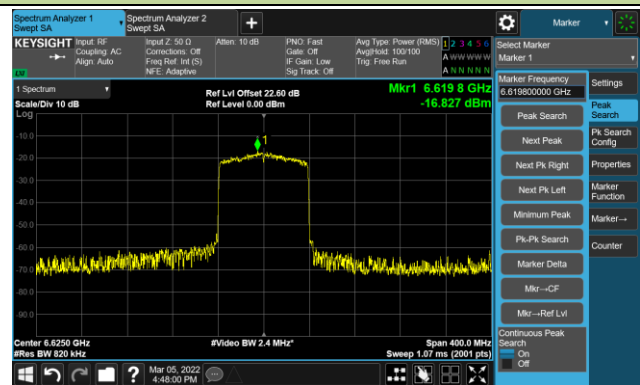 Spectrum Analyzer 1
Swept SA
Spectrum Analyzer 2
Swept SA
+
Marker
KEYSIGHT
Input: RF
Coupling: AC
Align: Auto
Input Z: 50 Ω
Corrections: Off
Freq Ref: Int (S)
NFE: Adaptive
Atten: 10 dB
PNO: Fast
Gate: Off
IF Gain: Low
Sig Track: Off
Avg Type: Power (RMS)
Avg|Hold: 100/100
Trig: Free Run
1 2 3 4 5 6
A W W W W W
A N N N N N
Select Marker
Marker 1
1 Spectrum
Scale/Div 10 dB
Log
Ref Lvl Offset 22.60 dB
Ref Level 0.00 dBm
Mkr1 6.619 8 GHz
-16.827 dBm
1
-10.0
-20.0
-30.0
-40.0
-50.0
-60.0
-70.0
-80.0
-90.0
Center 6.6250 GHz
#Res BW 820 kHz
#Video BW 2.4 MHz*
Span 400.0 MHz
Sweep 1.07 ms (2001 pts)
Marker Frequency
6.619800000 GHz
Peak Search
Next Peak
Next Pk Right
Next Pk Left
Minimum Peak
Pk-Pk Search
Marker Delta
Mkr→CF
Mkr→Ref Lvl
Continuous Peak
Search
On
Off
Settings
Peak
Search
Pk Search
Config
Properties
Marker
Function
Marker→
Counter
?
Mar 05, 2022
4:48:00 PM